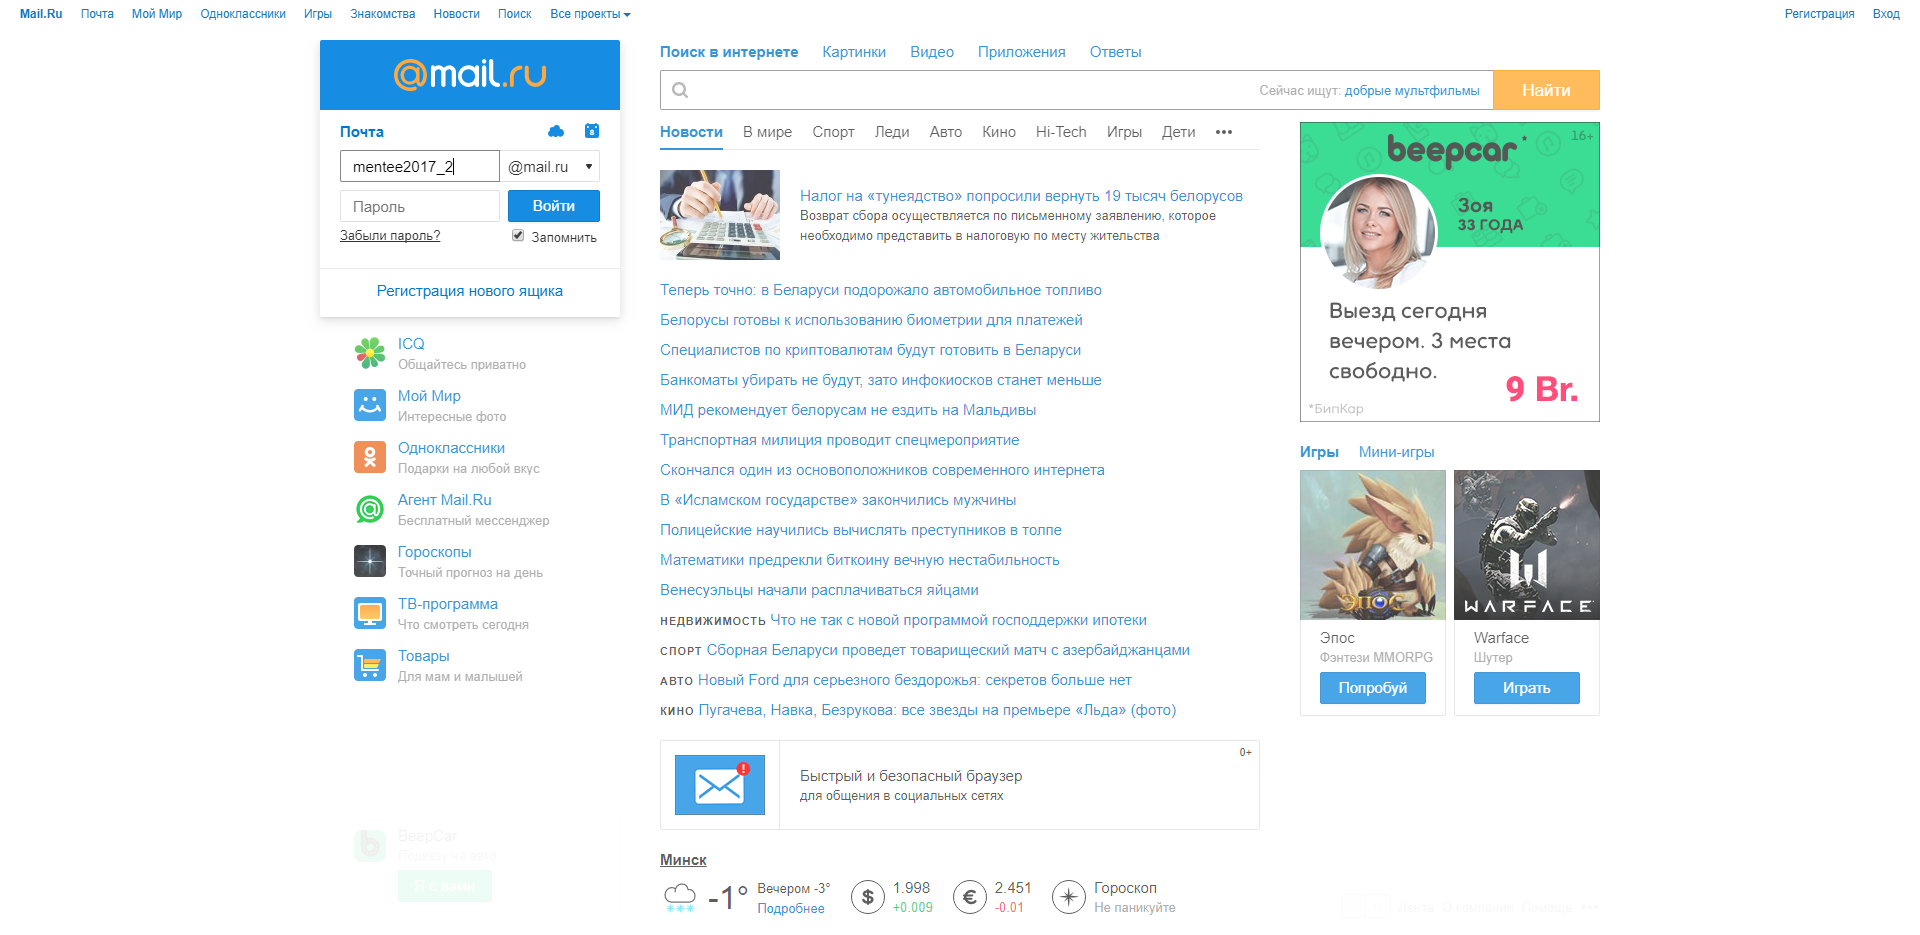 Mail.Ru Почта Мой Мир Одноклассники Игры Знакомства Новости Поиск Все проекты Регистрация Вход
@mail.ru
Почта
8
mentee2017_2 @mail.ru
Пароль Войти
Забыли пароль? Запомнить
Регистрация нового ящика
ICQ
Общайтесь приватно
Мой Мир
Интересные фото
Одноклассники
Подарки на любой вкус
Агент Mail.Ru
Бесплатный мессенджер
Гороскопы
Точный прогноз на день
ТВ-программа
Что смотреть сегодня
Товары
Для мам и малышей
BeepCar
Подвезу на авто
Я с вами
Поиск в интернете Картинки Видео Приложения Ответы
Сейчас ищут: добрые мультфильмы Найти
Новости В мире Спорт Леди Авто Кино Hi-Tech Игры Дети •••
Налог на «тунеядство» попросили вернуть 19 тысяч белорусов
Возврат сбора осуществляется по письменному заявлению, которое
необходимо представить в налоговую по месту жительства
Теперь точно: в Беларуси подорожало автомобильное топливо
Белорусы готовы к использованию биометрии для платежей
Специалистов по криптовалютам будут готовить в Беларуси
Банкоматы убирать не будут, зато инфокиосков станет меньше
МИД рекомендует белорусам не ездить на Мальдивы
Транспортная милиция проводит спецмероприятие
Скончался один из основоположников современного интернета
В «Исламском государстве» закончились мужчины
Полицейские научились вычислять преступников в толпе
Математики предрекли биткоину вечную нестабильность
Венесуэльцы начали расплачиваться яйцами
НЕДВИЖИМОСТЬ Что не так с новой программой господдержки ипотеки
СПОРТ Сборная Беларуси проведет товарищеский матч с азербайджанцами
АВТО Новый Ford для серьезного бездорожья: секретов больше нет
КИНО Пугачева, Навка, Безрукова: все звезды на премьере «Льда» (фото)
0+
Быстрый и безопасный браузер
для общения в социальных сетях
Минск
-1° Вечером -3°
Подробнее
$ 1.998
+0.009
€ 2.451
-0.01
Гороскоп
Не паникуйте
beepcar* 16+
Зоя
33 ГОДА
Выезд сегодня
вечером. 3 места
свободно.
9 Br.
*БипКар
Игры Мини-игры
ЭПОС
WARFACE
Эпос
Фэнтези MMORPG
Попробуй
Warface
Шутер
Играть
Лента О компании Помощь •••